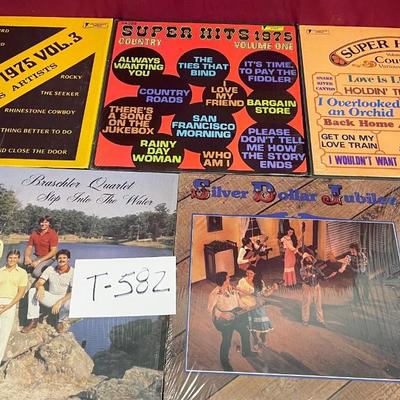 1975 VOL.3
ARTISTS
ROCKY
THE SEEKER
RHINESTONE COWBOY
THING BETTER TO DO
AND CLOSE THE DOOR
SUPER HITS 1975
COUNTRY
VOLUME ONE
ALWAYS WANTING YOU
THE TIES THAT BIND
IT'S TIME, TO PAY THE FIDDLER
COUNTRY ROADS
I LOVE MY FRIEND
BARGAIN STORE
THERE'S A SONG ON THE JUKEBOX
SAN FRANCISCO MORNING
PLEASE DON'T TELL ME HOW THE STORY ENDS
RAINY DAY WOMAN
WHO AM I
SUPER H
Cou
Vario
SNAKE RIVER CANYON
Love is L
HOLDIN' T
I Overlooked an Orchid
Back Home A
GET ON MY LOVE TRAIN
I WOULDN'T WANT
Braschler Quartet
Step Into The Water
T-582
Silver Dollar Jubilee